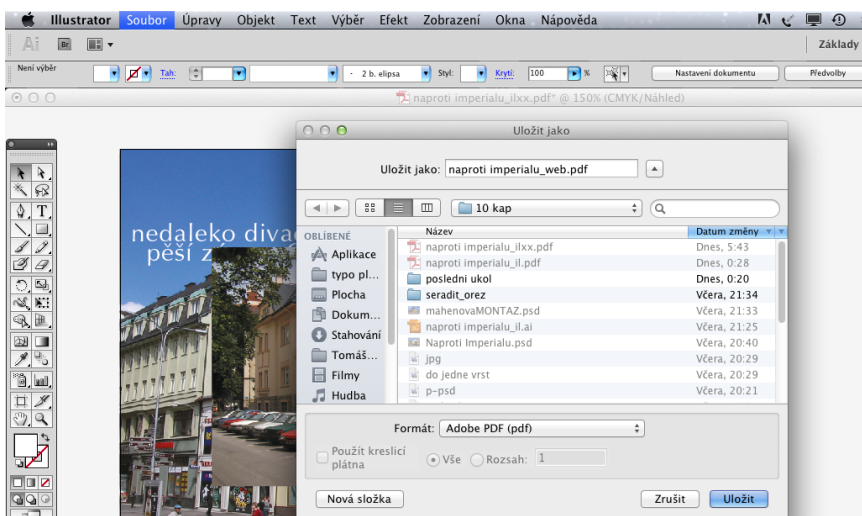 Illustrator Soubor Úpravy Objekt Text Výběr Efekt Zobrazení Okna Nápověda
Ai Br Základy
Není výběr Tah: 2 b. elipsa Styl: Krytí: 100 % Nastavení dokumentu Předvolby
naproti imperialu_ilxx.pdf* @ 150% (CMYK/Náhled)
Uložit jako
Uložit jako: naproti imperialu_web.pdf
10 kap
OBLÍBENÉ
Aplikace
typo pl...
Plocha
Dokum...
Stahování
Tomáš...
Filmy
Hudba
Název Datum změny
naproti imperialu_ilxx.pdf Dnes, 5:43
naproti imperialu_il.pdf Dnes, 0:28
posledni ukol Dnes, 0:20
seradit_orez Včera, 21:34
mahenovaMONTAZ.psd Včera, 21:33
naproti imperialu_il.ai Včera, 21:25
Naproti Imperialu.psd Včera, 20:40
jpg Včera, 20:29
do jedne vrst Včera, 20:29
p-psd Včera, 20:21
Formát: Adobe PDF (pdf)
Použít kreslicí
plátna
Vše Rozsah: 1
Nová složka Zrušit Uložit
nedaleko diva
pěší z